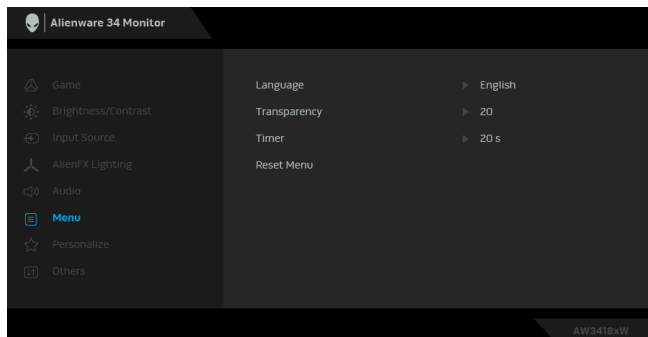 Alienware 34 Monitor
Game
Brightness/Contrast
Input Source
AlienFX Lighting
Audio
Menu
Personalize
Others
Language English
Transparency 20
Timer 20 s
Reset Menu
AW3418xW